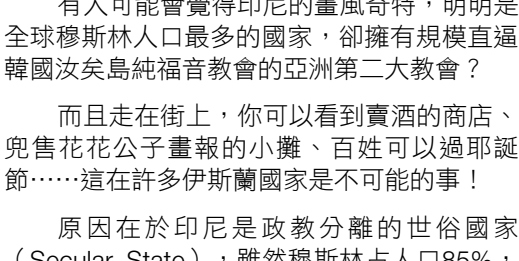 有人可能會覺得印尼的畫風奇特，明明是
全球穆斯林人口最多的國家，卻擁有規模直逼
韓國汝矣島純福音教會的亞洲第二大教會？
而且走在街上，你可以看到賣酒的商店、
兜售花花公子畫報的小攤、百姓可以過耶誕
節……這在許多伊斯蘭國家是不可能的事！
原因在於印尼是政教分離的世俗國家
（Secular State），雖然穆斯林占人口85%，